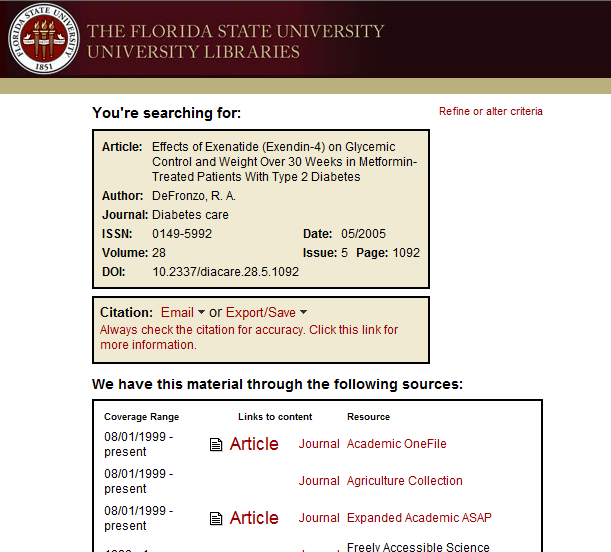 FLORIDA STATE UNIVERSITY
1851
THE FLORIDA STATE UNIVERSITY
UNIVERSITY LIBRARIES
You're searching for:
Refine or alter criteria
Article: Effects of Exenatide (Exendin-4) on Glycemic
Control and Weight Over 30 Weeks in Metformin-
Treated Patients With Type 2 Diabetes
Author: DeFronzo, R. A.
Journal: Diabetes care
ISSN: 0149-5992 Date: 05/2005
Volume: 28 Issue: 5 Page: 1092
DOI: 10.2337/diacare.28.5.1092
Citation: Email or Export/Save
Always check the citation for accuracy. Click this link for
more information.
We have this material through the following sources:
Coverage Range Links to content Resource
08/01/1999 -
present
Article Journal Academic OneFile
08/01/1999 -
present
Journal Agriculture Collection
08/01/1999 -
present
Article Journal Expanded Academic ASAP
Freely Accessible Science
Journal